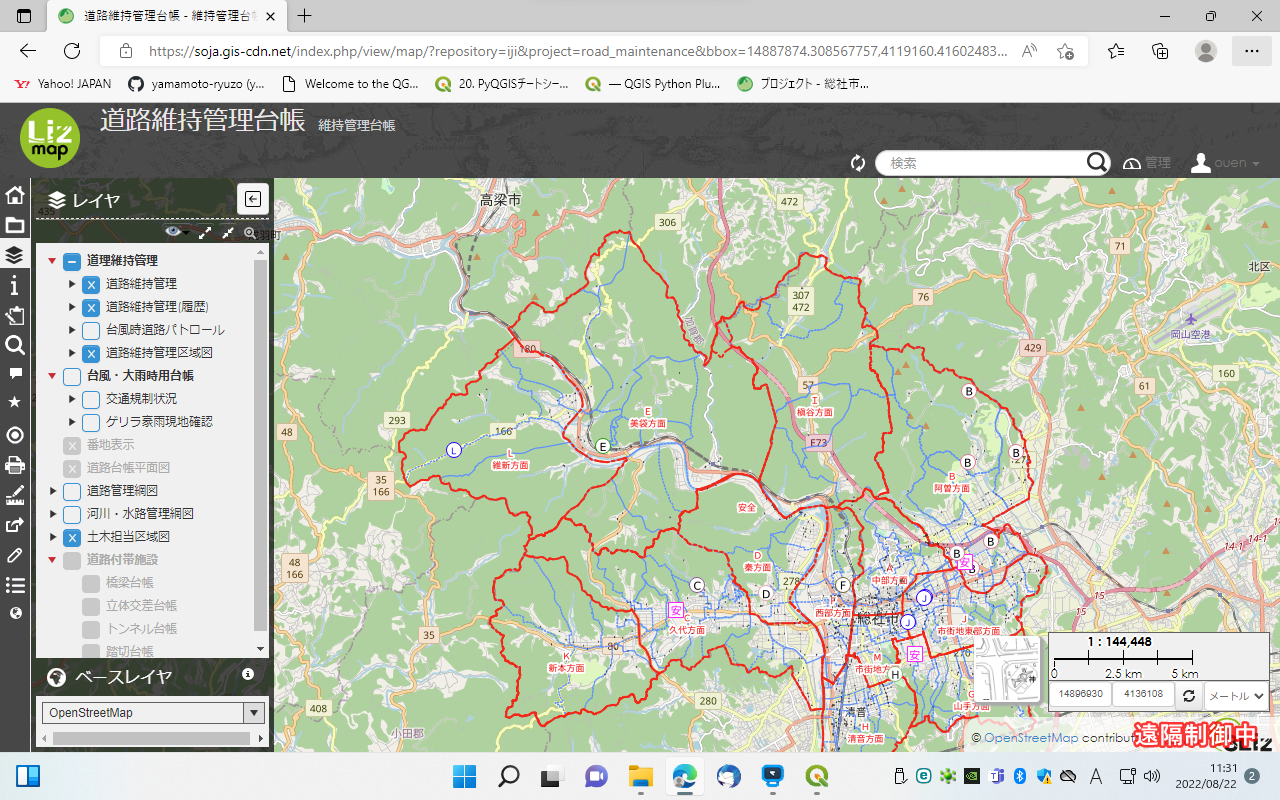 道路維持管理台帳 - 維持管理台帳
https://soja.gis-cdn.net/index.php/view/map/?repository=iji&project=road_maintenance&bbox=14887874.308567757,4119160.41602483...
Yahoo! JAPAN
yamamoto-ryuzo (y...
Welcome to the QG...
20. PyQGISチートシー...
— QGIS Python Plu...
プロジェクト - 総社市...
Liz map
道路維持管理台帳 維持管理台帳
検索
管理
ouen
レイヤ
道理維持管理
道路維持管理
道路維持管理(履歴)
台風時道路パトロール
道路維持管理区域図
台風・大雨時用台帳
交通規制状況
ゲリラ豪雨現地確認
番地表示
道路台帳平面図
道路管理網図
河川・水路管理網図
土木担当区域図
道路付帯施設
橋梁台帳
立体交差台帳
トンネル台帳
踏切台帳
ベースレイヤ
OpenStreetMap
高梁市
306
472
71
北区
307
472
76
岡山空港
加賀郡
180
429
160
61
57
I
槇谷方面
E
美袋方面
B
293
48
166
L
維新方面
L
E
E73
B
B
B
阿曽方面
35
166
安全
14-1
14-1
48
166
D
秦方面
278
A
中部方面
B
B
安
15
15
C
D
F
J
安
C
久代方面
西部方面
総社市
J
市街地東部方面
35
K
新本方面
80
M
市街地方
安
270
H
408
小田郡
280
清音
H
清音方面
G
山手方面
1 : 144,448
0 2.5 km 5 km
14896930
4136108
メートル
© OpenStreetMap contribut
遠隔制御中
11:31
2022/08/22
2